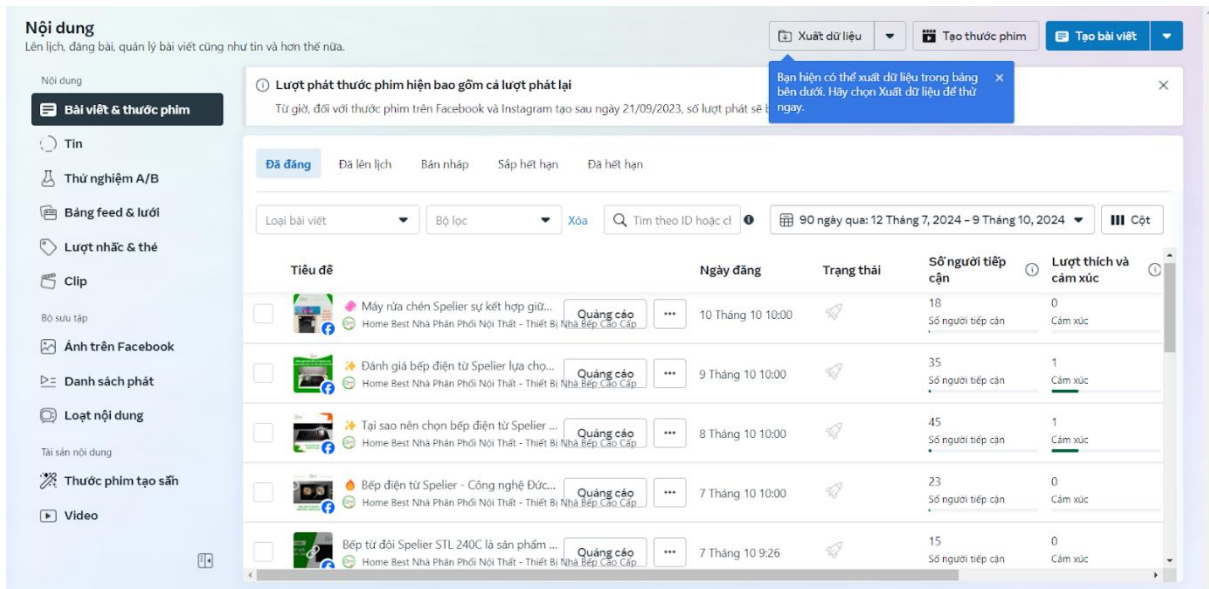 Nội dung
Lên lịch, đăng bài, quản lý bài viết cũng như tin và hơn thế nữa.
Xuất dữ liệu
Tạo thước phim
Tạo bài viết
Nội dung
Bài viết & thước phim
Tin
Thử nghiệm A/B
Bảng feed & lưới
Lượt nhắc & thẻ
Clip
Bộ sưu tập
Ảnh trên Facebook
Danh sách phát
Loạt nội dung
Tài sản nội dung
Thước phim tạo sẵn
Video
Lượt phát thước phim hiện bao gồm cả lượt phát lại
Từ giờ, đối với thước phim trên Facebook và Instagram tạo sau ngày 21/09/2023, số lượt phát sẽ
Bạn hiện có thể xuất dữ liệu trong bảng
bên dưới. Hãy chọn Xuất dữ liệu để thử
ngay.
Đã đăng Đã lên lịch Bản nháp Sắp hết hạn Đã hết hạn
Loại bài viết Bộ lọc Xóa Tìm theo ID hoặc 90 ngày qua: 12 Tháng 7, 2024 – 9 Tháng 10, 2024 Cột
Tiêu đề Ngày đăng Trạng thái Số người tiếp cận Lượt thích và cảm xúc
Máy rửa chén Spelier sự kết hợp giữ... Quảng cáo ... 10 Tháng 10 10:00 18 0
Home Best Nhà Phân Phối Nội Thất - Thiết Bị Nhà Bếp Cao Cấp Số người tiếp cận Cảm xúc
Đánh giá bếp điện từ Spelier lựa chọ... Quảng cáo ... 9 Tháng 10 10:00 35 1
Home Best Nhà Phân Phối Nội Thất - Thiết Bị Nhà Bếp Cao Cấp Số người tiếp cận Cảm xúc
Tại sao nên chọn bếp điện từ Spelier ... Quảng cáo ... 8 Tháng 10 10:00 45 1
Home Best Nhà Phân Phối Nội Thất - Thiết Bị Nhà Bếp Cao Cấp Số người tiếp cận Cảm xúc
Bếp điện từ Spelier - Công nghệ Đức... Quảng cáo ... 7 Tháng 10 10:00 23 0
Home Best Nhà Phân Phối Nội Thất - Thiết Bị Nhà Bếp Cao Cấp Số người tiếp cận Cảm xúc
Bếp từ đôi Spelier STL 240C là sản phẩm ... Quảng cáo ... 7 Tháng 10 9:26 15 0
Home Best Nhà Phân Phối Nội Thất - Thiết Bị Nhà Bếp Cao Cấp Số người tiếp cận Cảm xúc